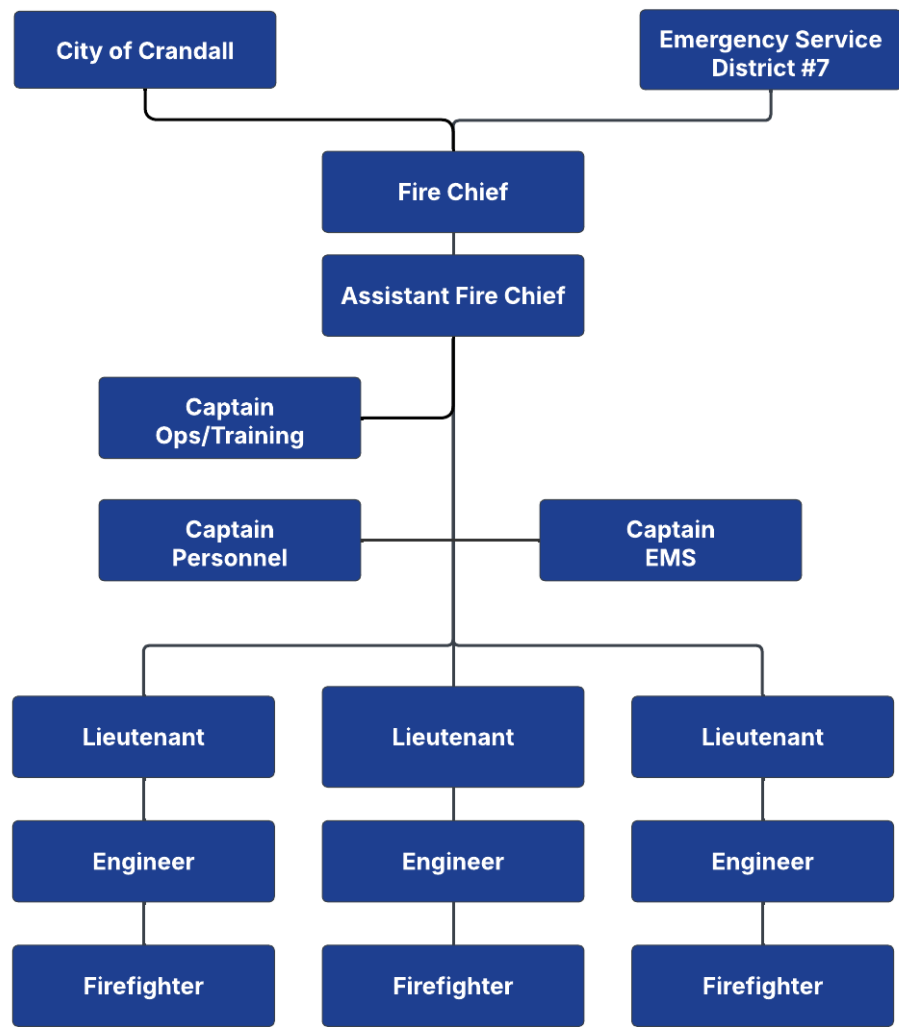 City of Crandall
Emergency Service
District #7
Fire Chief
Assistant Fire Chief
Captain
Ops/Training
Captain
Personnel
Captain
EMS
Lieutenant
Lieutenant
Lieutenant
Engineer
Engineer
Engineer
Firefighter
Firefighter
Firefighter